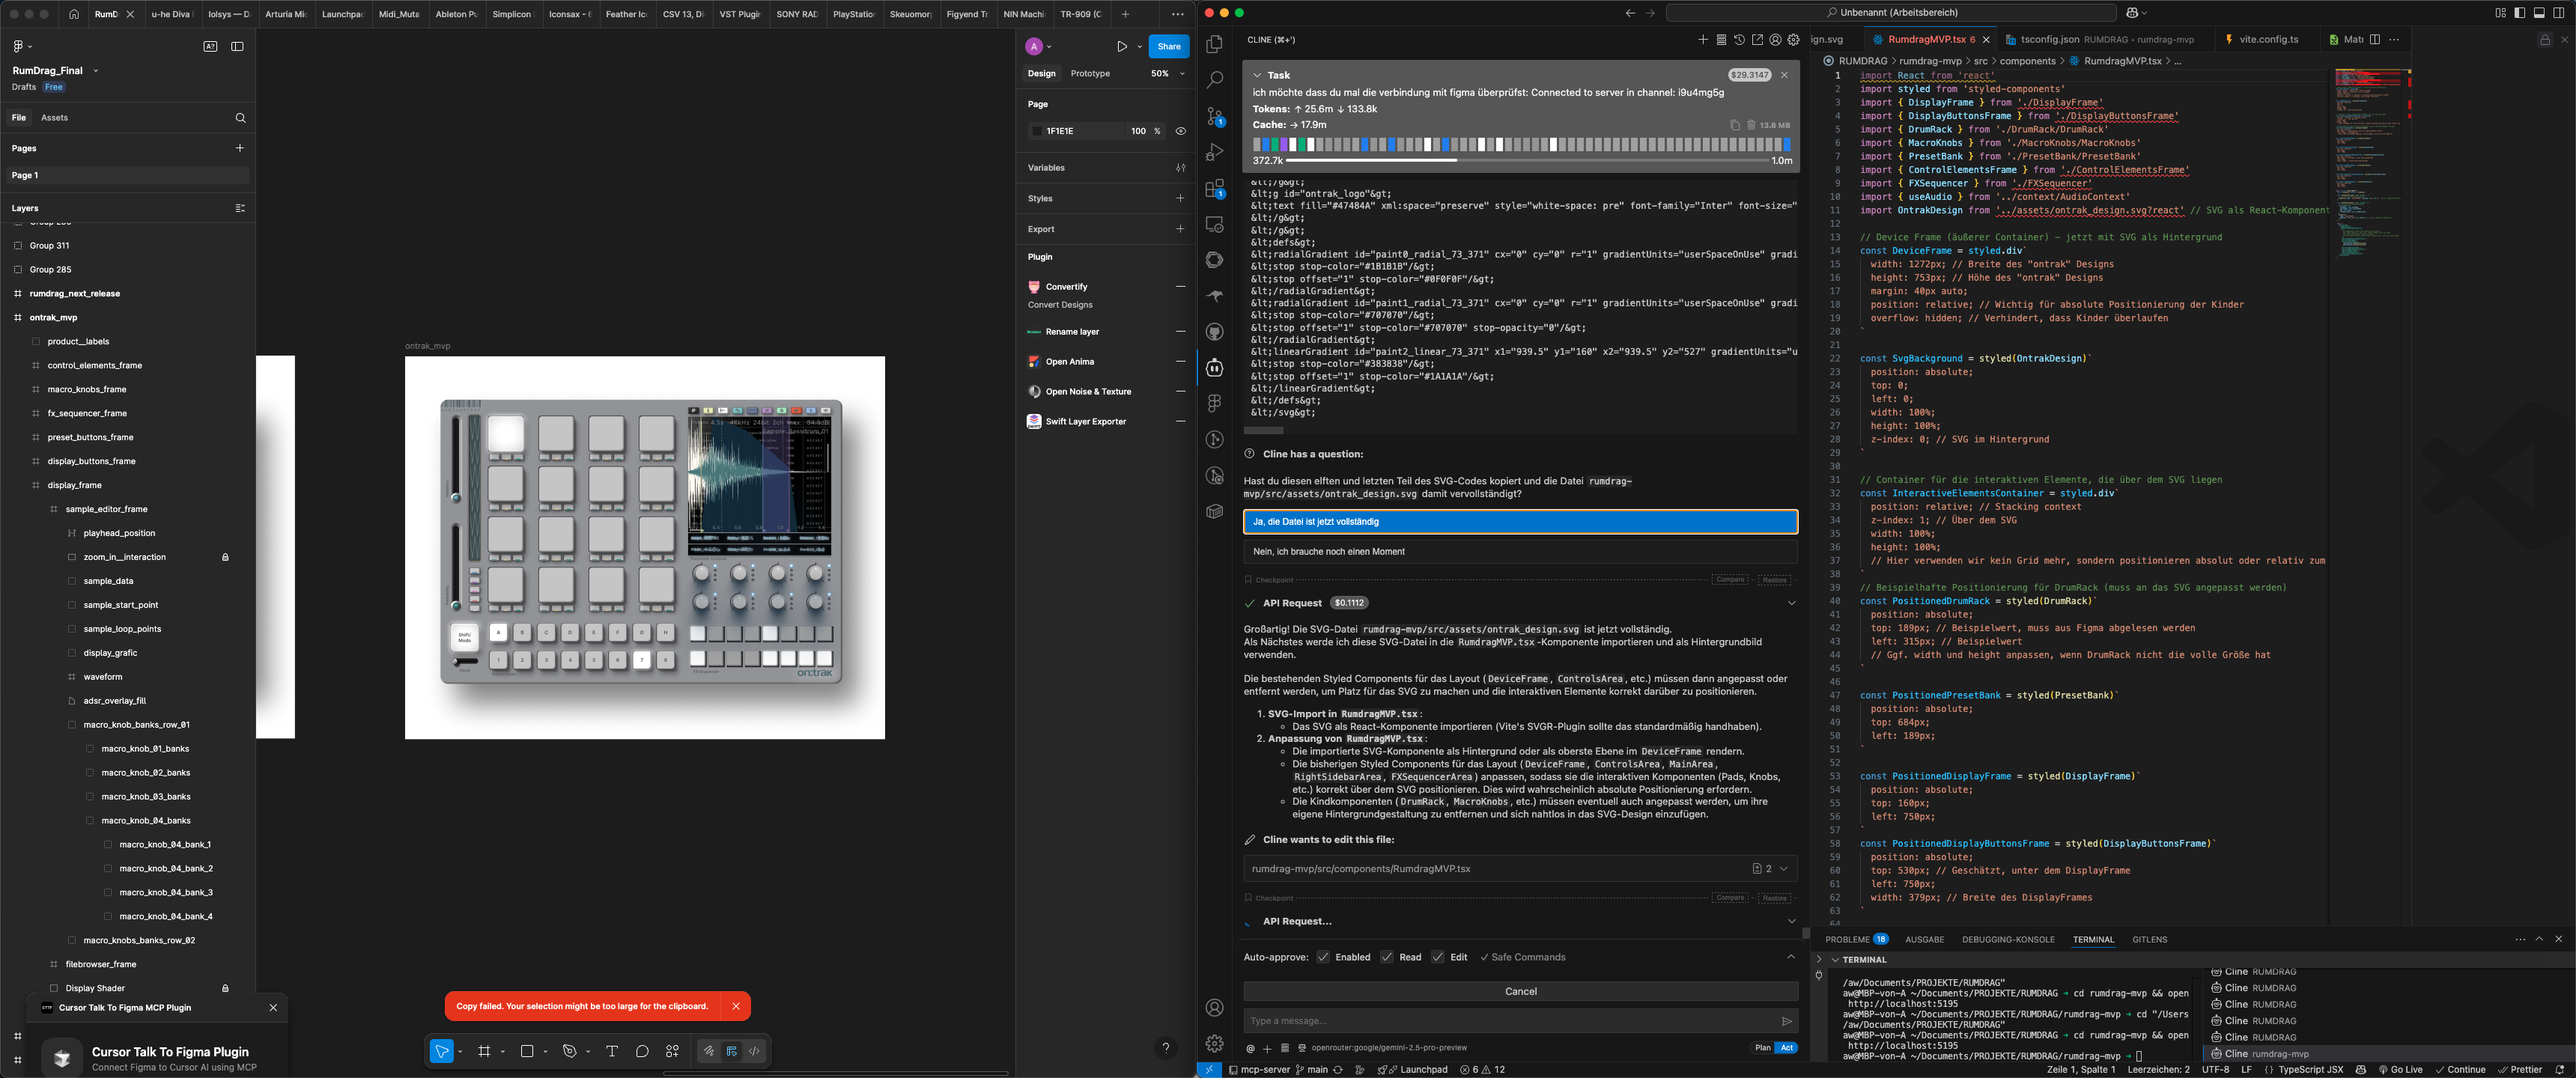 RumD
u-he Diva
lolsys — D
Arturia Mic
Launchpa
Midi_Muta
Ableton Pu
Simplicon
Iconsax - 6
Feather Ic
CSV 13, D
VST Plugin
SONY RAD
PlayStation
Skeuomorp
Figyend Tr
NIN Machi
TR-909 (C
RumDrag_Final
Drafts Free
File Assets
Pages
Page 1
Layers
Group 311
Group 285
rumdrag_next_release
ontrak_mvp
product__labels
control_elements_frame
macro_knobs_frame
fx_sequencer_frame
preset_buttons_frame
display_buttons_frame
display_frame
sample_editor_frame
playhead_position
zoom_in__interaction
sample_data
sample_start_point
sample_loop_points
display_grafic
waveform
adsr_overlay_fill
macro_knob_banks_row_01
macro_knob_01_banks
macro_knob_02_banks
macro_knob_03_banks
macro_knob_04_banks
macro_knob_04_bank_1
macro_knob_04_bank_2
macro_knob_04_bank_3
macro_knob_04_bank_4
macro_knobs_banks_row_02
filebrowser_frame
Display Shader
Cursor Talk To Figma MCP Plugin
Cursor Talk To Figma Plugin
Connect Figma to Cursor AI using MCP
ontrak_mvp
Shift/
Mode
A B C D E F G H
1 2 3 4 5 6 7 8
on:trak
Copy failed. Your selection might be too large for the clipboard.
A
Share
Design Prototype 50%
Page
1F1E1E 100 %
Variables
Styles
Export
Plugin
Convertify
Convert Designs
Rename layer
Open Anima
Open Noise & Texture
Swift Layer Exporter
?
Unbenannt (Arbeitsbereich)
CLINE (⌘+')
Task $29.3147
ich möchte dass du mal die verbindung mit figma überprüfst: Connected to server in channel: i9u4mg5g
Tokens: ↑ 25.6m ↓ 133.8k
Cache: → 17.9m
13.8 MB
372.7k 1.0m
&lt;/g&gt;
&lt;g id="ontrak_logo"&gt;
&lt;text fill="#47484A" xml:space="preserve" style="white-space: pre" font-family="Inter" font-size="
&lt;/g&gt;
&lt;/g&gt;
&lt;defs&gt;
&lt;radialGradient id="paint0_radial_73_371" cx="0" cy="0" r="1" gradientUnits="userSpaceOnUse" gradi
&lt;stop stop-color="#1B1B1B"/&gt;
&lt;stop offset="1" stop-color="#0F0F0F"/&gt;
&lt;/radialGradient&gt;
&lt;radialGradient id="paint1_radial_73_371" cx="0" cy="0" r="1" gradientUnits="userSpaceOnUse" gradi
&lt;stop stop-color="#707070"/&gt;
&lt;stop offset="1" stop-color="#707070" stop-opacity="0"/&gt;
&lt;/radialGradient&gt;
&lt;linearGradient id="paint2_linear_73_371" x1="939.5" y1="160" x2="939.5" y2="527" gradientUnits="u
&lt;stop stop-color="#383838"/&gt;
&lt;stop offset="1" stop-color="#1A1A1A"/&gt;
&lt;/linearGradient&gt;
&lt;/defs&gt;
&lt;/svg&gt;
Cline has a question:
Hast du diesen elften und letzten Teil des SVG-Codes kopiert und die Datei rumdrag-
mvp/src/assets/ontrak_design.svg damit vervollständigt?
Ja, die Datei ist jetzt vollständig
Nein, ich brauche noch einen Moment
Checkpoint Compare Restore
API Request $0.1112
Großartig! Die SVG-Datei rumdrag-mvp/src/assets/ontrak_design.svg ist jetzt vollständig.
Als Nächstes werde ich diese SVG-Datei in die RumdragMVP.tsx-Komponente importieren und als Hintergrundbild
verwenden.
Die bestehenden Styled Components für das Layout (DeviceFrame, ControlsArea, etc.) müssen dann angepasst oder
entfernt werden, um Platz für das SVG zu machen und die interaktiven Elemente korrekt darüber zu positionieren.
1. SVG-Import in RumdragMVP.tsx:
Das SVG als React-Komponente importieren (Vite's SVGR-Plugin sollte das standardmäßig handhaben).
2. Anpassung von RumdragMVP.tsx:
Die importierte SVG-Komponente als Hintergrund oder als oberste Ebene im DeviceFrame rendern.
Die bisherigen Styled Components für das Layout (DeviceFrame, ControlsArea, MainArea,
RightSidebarArea, FXSequencerArea) anpassen, sodass sie die interaktiven Komponenten (Pads, Knobs,
etc.) korrekt über dem SVG positionieren. Dies wird wahrscheinlich absolute Positionierung erfordern.
Die Kindkomponenten (DrumRack, MacroKnobs, etc.) müssen eventuell auch angepasst werden, um ihre
eigene Hintergrundgestaltung zu entfernen und sich nahtlos in das SVG-Design einzufügen.
Cline wants to edit this file:
rumdrag-mvp/src/components/RumdragMVP.tsx 2
Checkpoint Compare Restore
API Request...
Auto-approve: Enabled Read Edit ✓ Safe Commands
Cancel
Type a message...
openrouter:google/gemini-2.5-pro-preview
Plan Act
ign.svg
RumdragMVP.tsx 6
tsconfig.json RUMDRAG • rumdrag-mvp
vite.config.ts
RUMDRAG > rumdrag-mvp > src > components > RumdragMVP.tsx > ...
1 import React from 'react'
2 import styled from 'styled-components'
3 import { DisplayFrame } from './DisplayFrame'
4 import { DisplayButtonsFrame } from './DisplayButtonsFrame'
5 import { DrumRack } from './DrumRack/DrumRack'
6 import { MacroKnobs } from './MacroKnobs/MacroKnobs'
7 import { PresetBank } from './PresetBank/PresetBank'
8 import { ControlElementsFrame } from './ControlElementsFrame'
9 import { FXSequencer } from './FXSequencer'
10 import { useAudio } from '../context/AudioContext'
11 import OntrakDesign from '../assets/ontrak_design.svg?react' // SVG als React-Komponent
12
13 // Device Frame (äußerer Container) – jetzt mit SVG als Hintergrund
14 const DeviceFrame = styled.div`
15 width: 1272px; // Breite des "ontrak" Designs
16 height: 753px; // Höhe des "ontrak" Designs
17 margin: 40px auto;
18 position: relative; // Wichtig für absolute Positionierung der Kinder
19 overflow: hidden; // Verhindert, dass Kinder überlaufen
20 `
21
22 const SvgBackground = styled(OntrakDesign)`
23 position: absolute;
24 top: 0;
25 left: 0;
26 width: 100%;
27 height: 100%;
28 z-index: 0; // SVG im Hintergrund
29 `
30
31 // Container für die interaktiven Elemente, die über dem SVG liegen
32 const InteractiveElementsContainer = styled.div`
33 position: relative; // Stacking context
34 z-index: 1; // Über dem SVG
35 width: 100%;
36 height: 100%;
37 // Hier verwenden wir kein Grid mehr, sondern positionieren absolut oder relativ zum
38 `
39 // Beispielhafte Positionierung für DrumRack (muss an das SVG angepasst werden)
40 const PositionedDrumRack = styled(DrumRack)`
41 position: absolute;
42 top: 189px; // Beispielwert, muss aus Figma abgelesen werden
43 left: 315px; // Beispielwert
44 // Ggf. width und height anpassen, wenn DrumRack nicht die volle Größe hat
45 `
46
47 const PositionedPresetBank = styled(PresetBank)`
48 position: absolute;
49 top: 684px;
50 left: 189px;
51 `
52
53 const PositionedDisplayFrame = styled(DisplayFrame)`
54 position: absolute;
55 top: 160px;
56 left: 750px;
57 `
58 const PositionedDisplayButtonsFrame = styled(DisplayButtonsFrame)`
59 position: absolute;
60 top: 530px; // Geschätzt, unter dem DisplayFrame
61 left: 750px;
62 width: 379px; // Breite des DisplayFrames
63 `
PROBLEME 18 AUSGABE DEBUGGING-KONSOLE TERMINAL GITLENS
TERMINAL
/aw/Documents/PROJEKTE/RUMDRAG"
aw@MBP-von-A ~/Documents/PROJEKTE/RUMDRAG ➜ cd rumdrag-mvp && open
http://localhost:5195
aw@MBP-von-A ~/Documents/PROJEKTE/RUMDRAG/rumdrag-mvp ➜ cd "/Users
/aw/Documents/PROJEKTE/RUMDRAG"
aw@MBP-von-A ~/Documents/PROJEKTE/RUMDRAG ➜ cd rumdrag-mvp && open
http://localhost:5195
aw@MBP-von-A ~/Documents/PROJEKTE/RUMDRAG/rumdrag-mvp ➜
Cline RUMDRAG
Cline RUMDRAG
Cline RUMDRAG
Cline RUMDRAG
Cline RUMDRAG
Cline rumdrag-mvp
mcp-server main Launchpad 6 12
Zeile 1, Spalte 1 Leerzeichen: 2 UTF-8 LF {} TypeScript JSX Go Live ✓ Continue Prettier